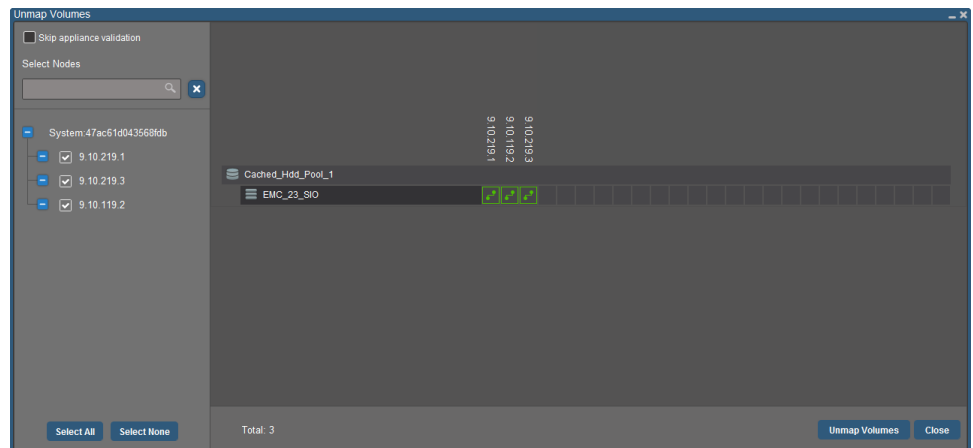 Unmap Volumes
Skip appliance validation
Select Nodes
System:47ac61d043568fdb
9.10.219.1
9.10.219.3
9.10.119.2
9.10.219.1
9.10.119.2
9.10.219.3
Cached_Hdd_Pool_1
EMC_23_SIO
Select All
Select None
Total: 3
Unmap Volumes
Close